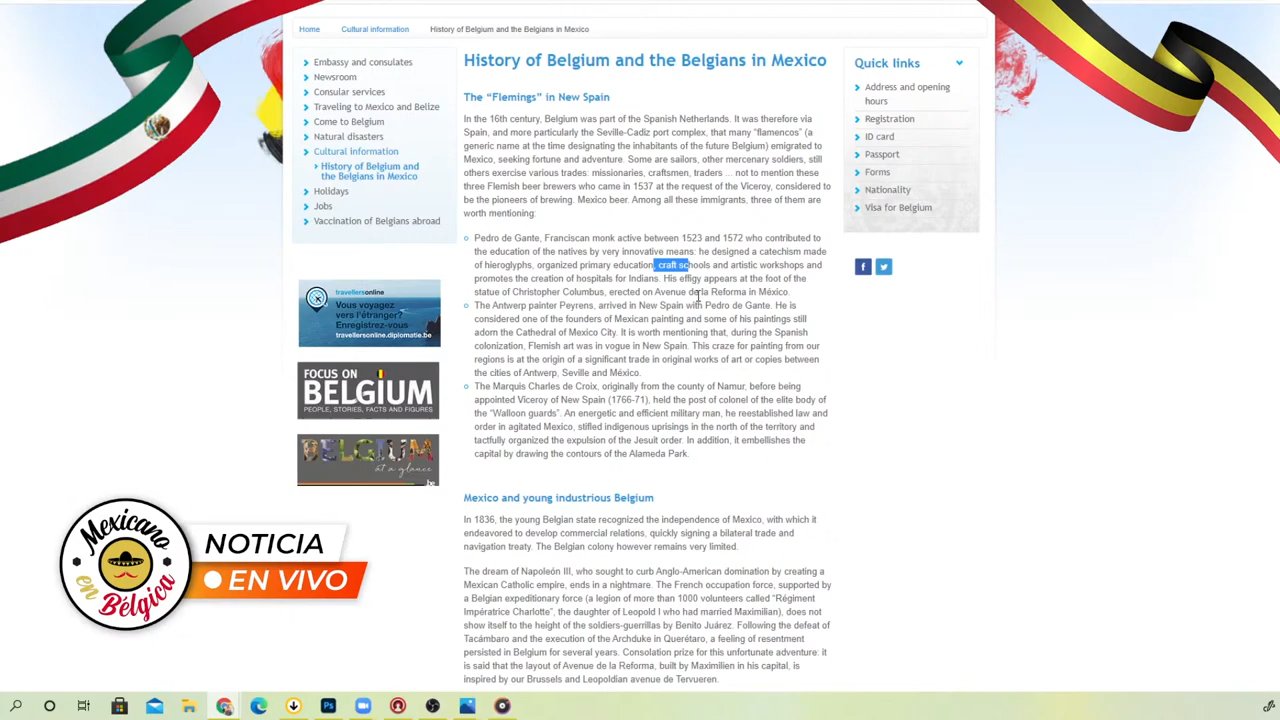 Home Cultural information History of Belgium and the Belgians in Mexico
Embassy and consulates
Newsroom
Consular services
Traveling to Mexico and Belize
Come to Belgium
Natural disasters
Cultural information
History of Belgium and
the Belgians in Mexico
Holidays
Jobs
Vaccination of Belgians abroad
travellersonline
Vous voyagez
vers l'étranger?
Enregistrez-vous
travellersonline.diplomatie.be
FOCUS ON
BELGIUM
PEOPLE, STORIES, FACTS AND FIGURES
BELGIUM
at a glance
.be
History of Belgium and the Belgians in Mexico
The “Flemings” in New Spain
In the 16th century, Belgium was part of the Spanish Netherlands. It was therefore via
Spain, and more particularly the Seville-Cadiz port complex, that many “flamencos” (a
generic name at the time designating the inhabitants of the future Belgium) emigrated to
Mexico, seeking fortune and adventure. Some are sailors, other mercenary soldiers, still
others exercise various trades: missionaries, craftsmen, traders ... not to mention these
three Flemish beer brewers who came in 1537 at the request of the Viceroy, considered to
be the pioneers of brewing. Mexico beer. Among all these immigrants, three of them are
worth mentioning:
Pedro de Gante, Franciscan monk active between 1523 and 1572 who contributed to
the education of the natives by very innovative means: he designed a catechism made
of hieroglyphs, organized primary education, craft schools and artistic workshops and
promotes the creation of hospitals for Indians. His effigy appears at the foot of the
statue of Christopher Columbus, erected on Avenue de la Reforma in México.
The Antwerp painter Peyrens, arrived in New Spain with Pedro de Gante. He is
considered one of the founders of Mexican painting and some of his paintings still
adorn the Cathedral of Mexico City. It is worth mentioning that, during the Spanish
colonization, Flemish art was in vogue in New Spain. This craze for painting from our
regions is at the origin of a significant trade in original works of art or copies between
the cities of Antwerp, Seville and México.
The Marquis Charles de Croix, originally from the county of Namur, before being
appointed Viceroy of New Spain (1766-71), held the post of colonel of the elite body of
the “Walloon guards”. An energetic and efficient military man, he reestablished law and
order in agitated Mexico, stifled indigenous uprisings in the north of the territory and
tactfully organized the expulsion of the Jesuit order. In addition, it embellishes the
capital by drawing the contours of the Alameda Park.
Mexico and young industrious Belgium
In 1836, the young Belgian state recognized the independence of Mexico, with which it
endeavored to develop commercial relations, quickly signing a bilateral trade and
navigation treaty. The Belgian colony however remains very limited.
The dream of Napoleón III, who sought to curb Anglo-American domination by creating a
Mexican Catholic empire, ends in a nightmare. The French occupation force, supported by
a Belgian expeditionary force (a legion of more than 1000 volunteers called “Régiment
Impératrice Charlotte”, the daughter of Leopold I who had married Maximilian), does not
show itself to the height of the soldiers-guerrillas by Benito Juárez. Following the defeat of
Tacámbaro and the execution of the Archduke in Querétaro, a feeling of resentment
persisted in Belgium for several years. Consolation prize for this unfortunate adventure: it
is said that the layout of Avenue de la Reforma, built by Maximilien in his capital, is
inspired by our Brussels and Leopoldian avenue de Tervueren.
Quick links
Address and opening
hours
Registration
ID card
Passport
Forms
Nationality
Visa for Belgium
Mexicano
en
Bélgica
NOTICIA
EN VIVO